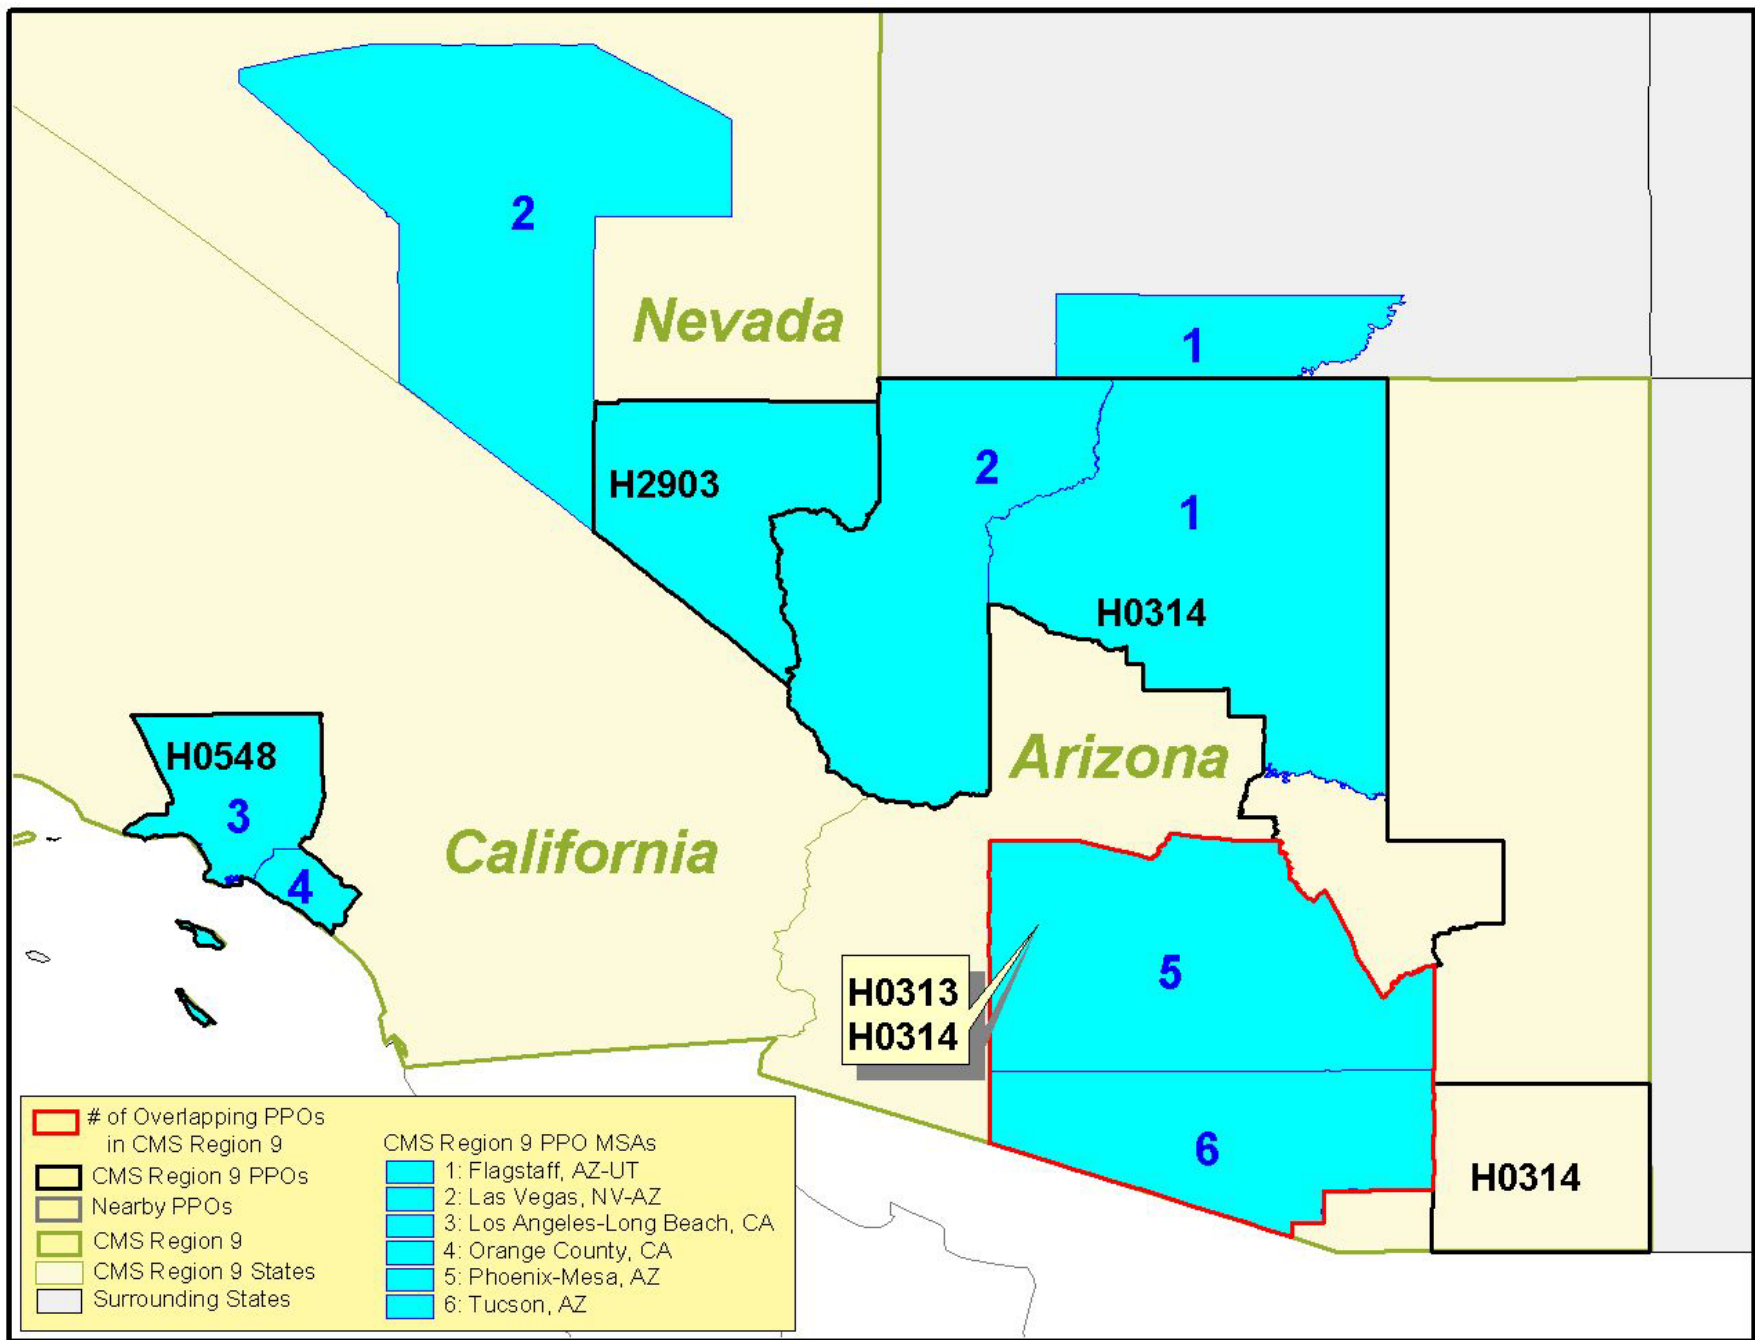 2
Nevada
1
H2903
2
1
H0314
H0548
3
4
California
Arizona
H0313
H0314
5
6
H0314
# of Overlapping PPOs
in CMS Region 9
CMS Region 9 PPOs
Nearby PPOs
CMS Region 9
CMS Region 9 States
Surrounding States
CMS Region 9 PPO MSAs
1: Flagstaff, AZ-UT
2: Las Vegas, NV-AZ
3: Los Angeles-Long Beach, CA
4: Orange County, CA
5: Phoenix-Mesa, AZ
6: Tucson, AZ